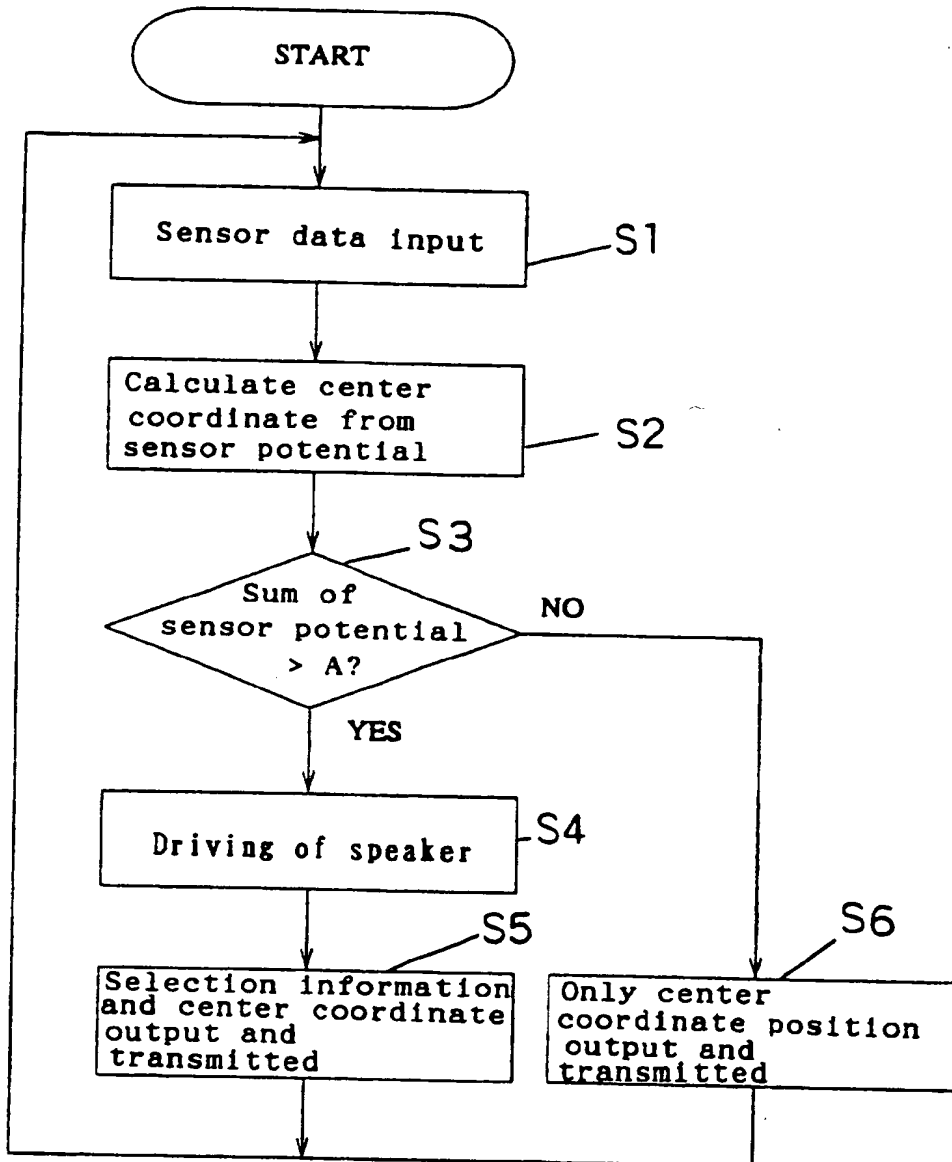 START
Sensor data input
S1
Calculate center
coordinate from
sensor potential
S2
S3
Sum of
sensor potential
> A?
NO
YES
Driving of speaker
S4
S5
Selection information
and center coordinate
output and
transmitted
S6
Only center
coordinate position
output and
transmitted